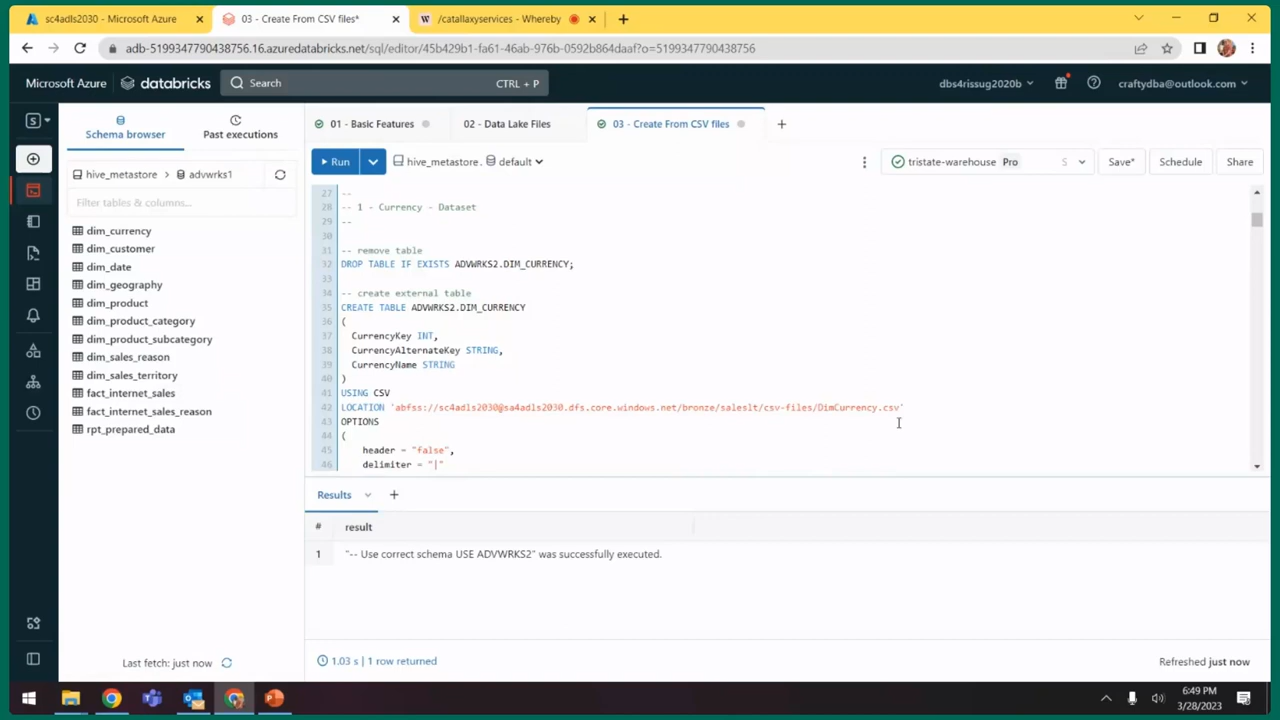 sc4adls2030 - Microsoft Azure
03 - Create From CSV files*
/catallaxyservices - Whereby
adb-5199347790438756.16.azuredatabricks.net/sql/editor/45b429b1-fa61-46ab-976b-0592b864daaf?o=5199347790438756
Microsoft Azure
databricks
Search
CTRL + P
dbs4rissug2020b
craftydba@outlook.com
S
Schema browser
Past executions
hive_metastore > advwrks1
Filter tables & columns...
dim_currency
dim_customer
dim_date
dim_geography
dim_product
dim_product_category
dim_product_subcategory
dim_sales_reason
dim_sales_territory
fact_internet_sales
fact_internet_sales_reason
rpt_prepared_data
Last fetch: just now
01 - Basic Features
02 - Data Lake Files
03 - Create From CSV files
Run
hive_metastore. default
tristate-warehouse Pro S
Save*
Schedule
Share
27 --
28 -- 1 - Currency - Dataset
29 --
30
31 -- remove table
32 DROP TABLE IF EXISTS ADVWRKS2.DIM_CURRENCY;
33
34 -- create external table
35 CREATE TABLE ADVWRKS2.DIM_CURRENCY
36 (
37 CurrencyKey INT,
38 CurrencyAlternateKey STRING,
39 CurrencyName STRING
40 )
41 USING CSV
42 LOCATION 'abfss://sc4adls2030@sa4adls2030.dfs.core.windows.net/bronze/saleslt/csv-files/DimCurrency.csv'
43 OPTIONS
44 (
45 header = "false",
46 delimiter = "|"
Results
# result
1 "-- Use correct schema USE ADVWRKS2" was successfully executed.
1.03 s | 1 row returned
Refreshed just now
6:49 PM
3/28/2023